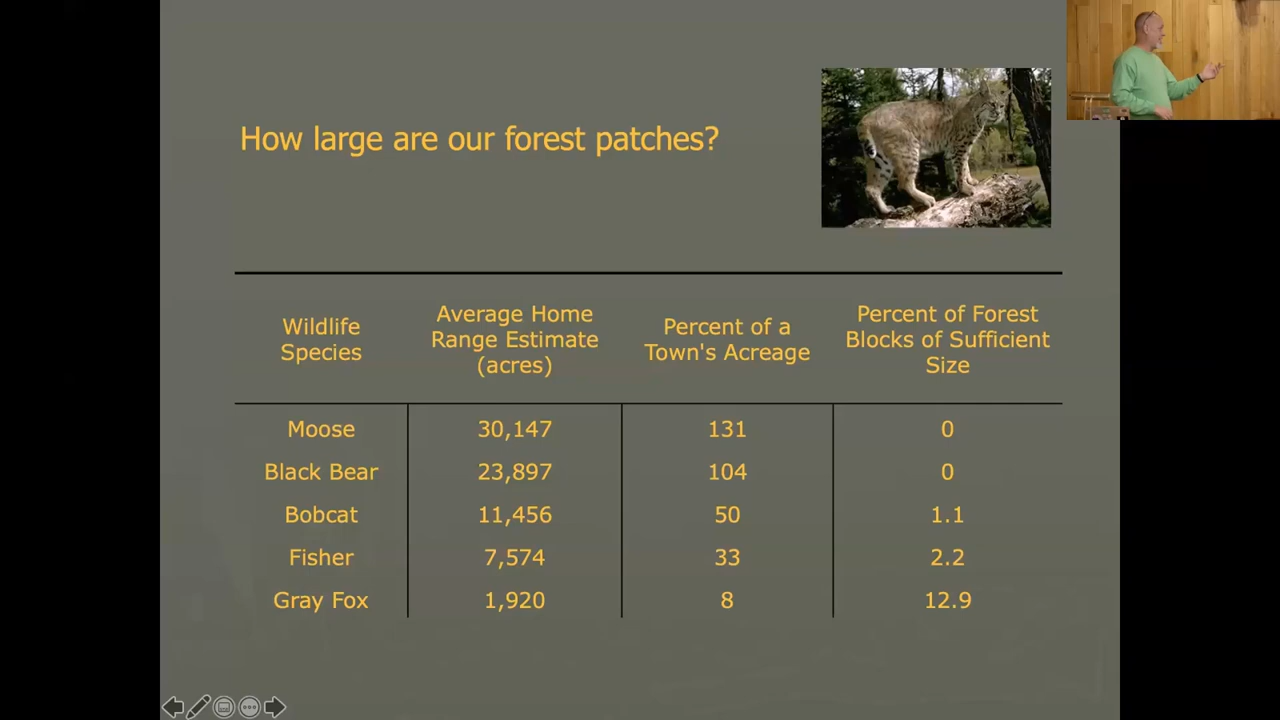 How large are our forest patches?
Wildlife Species
Average Home Range Estimate (acres)
Percent of a Town's Acreage
Percent of Forest Blocks of Sufficient Size
Moose 30,147 131 0
Black Bear 23,897 104 0
Bobcat 11,456 50 1.1
Fisher 7,574 33 2.2
Gray Fox 1,920 8 12.9